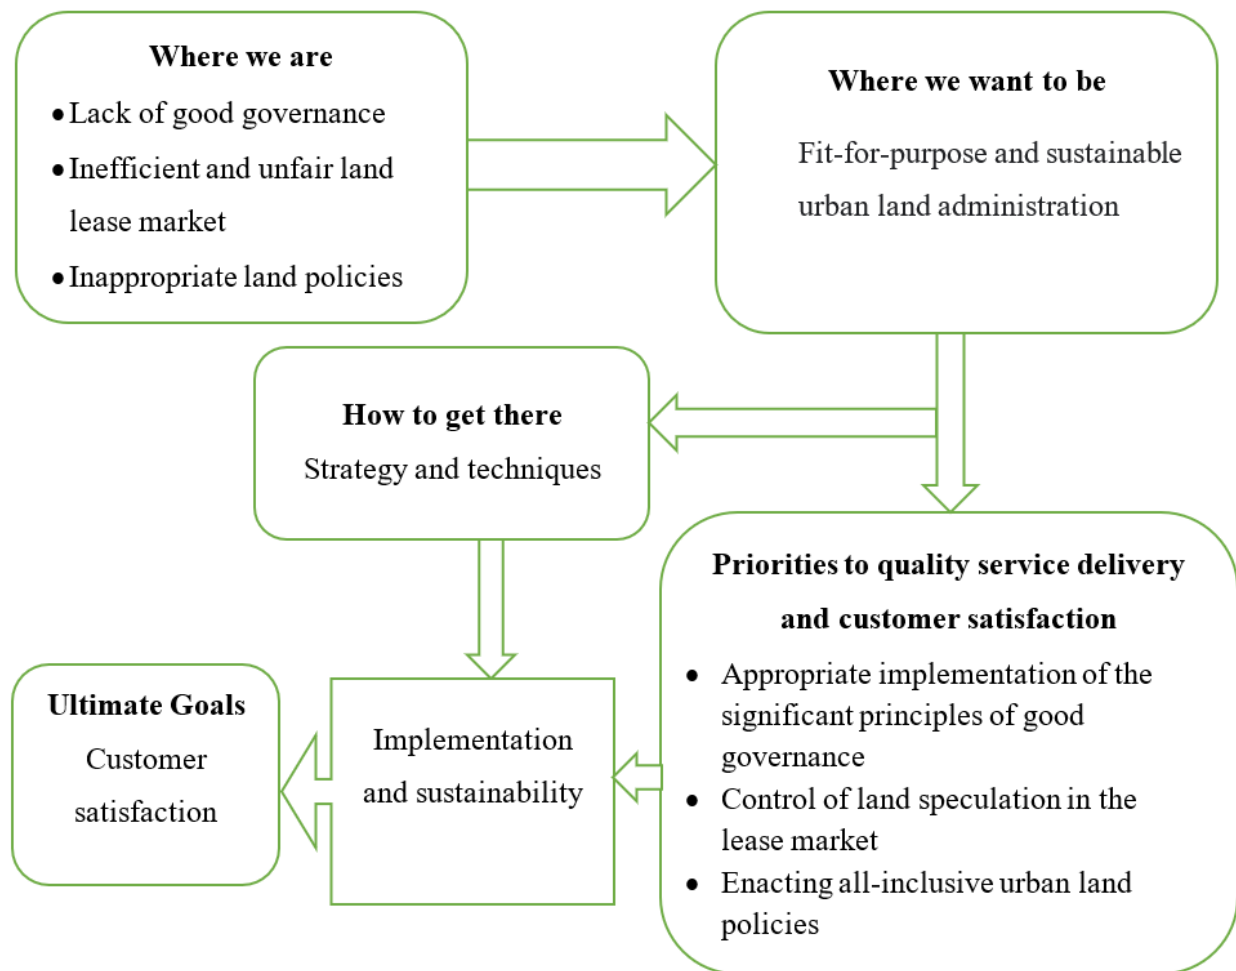 Where we are
• Lack of good governance
• Inefficient and unfair land
lease market
• Inappropriate land policies
Where we want to be
Fit-for-purpose and sustainable
urban land administration
How to get there
Strategy and techniques
Priorities to quality service delivery
and customer satisfaction
• Appropriate implementation of the
significant principles of good
governance
• Control of land speculation in the
lease market
• Enacting all-inclusive urban land
policies
Implementation
and sustainability
Ultimate Goals
Customer
satisfaction